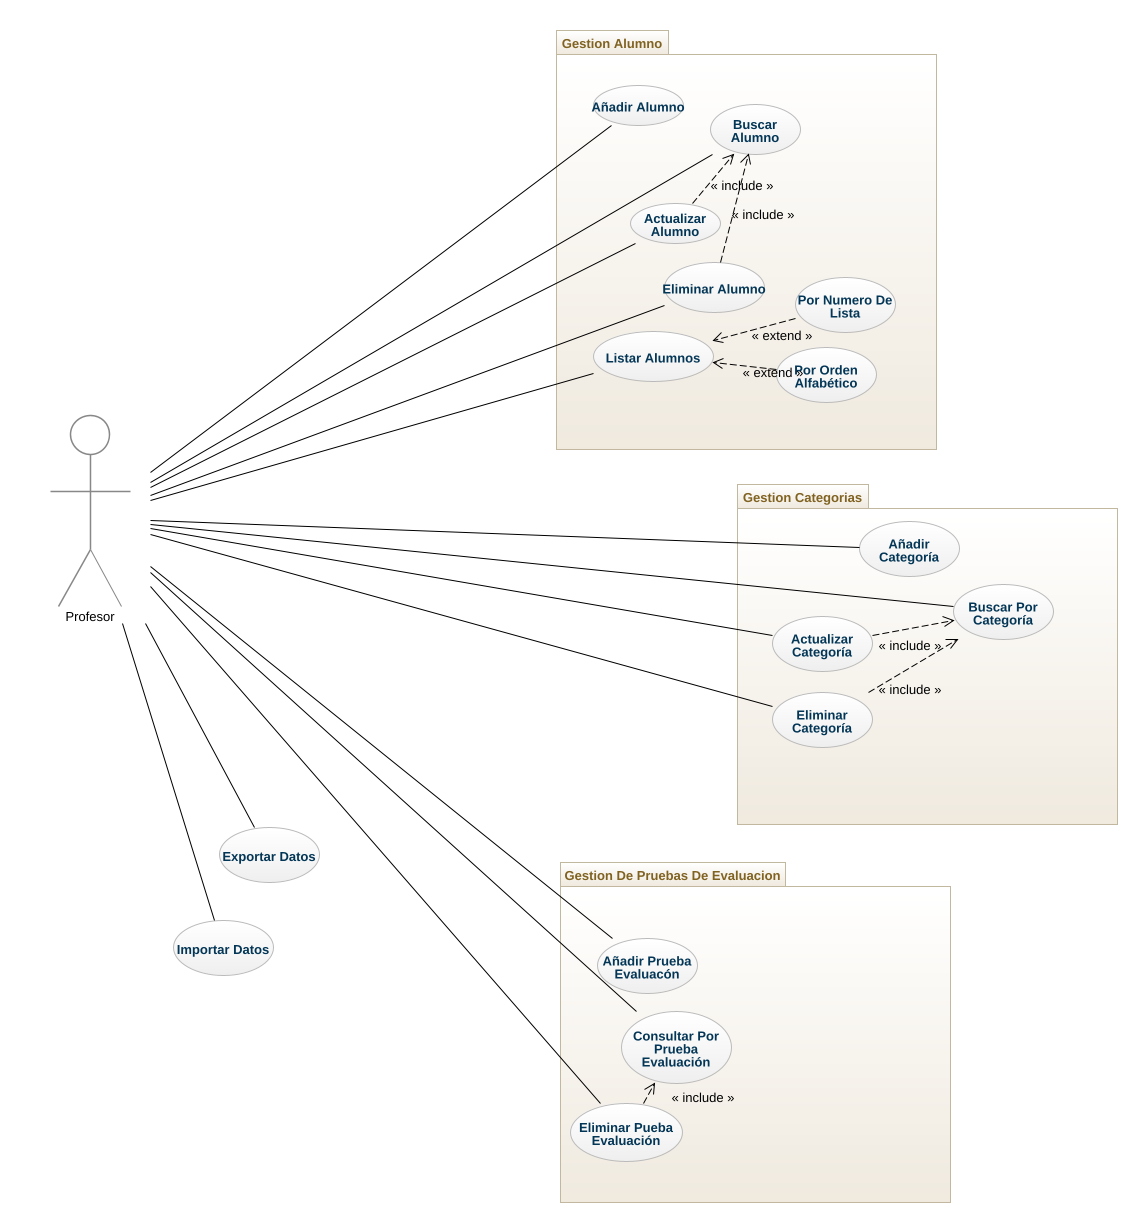 Gestion Alumno
Añadir Alumno
Buscar
Alumno
« include »
Actualizar
Alumno
« include »
Eliminar Alumno
Por Numero De
Lista
« extend »
Listar Alumnos
« extend »
Por Orden
Alfabético
Profesor
Gestion Categorias
Añadir
Categoría
Buscar Por
Categoría
Actualizar
Categoría
« include »
« include »
Eliminar
Categoría
Exportar Datos
Importar Datos
Gestion De Pruebas De Evaluacion
Añadir Prueba
Evaluacón
Consultar Por
Prueba
Evaluación
« include »
Eliminar Pueba
Evaluación